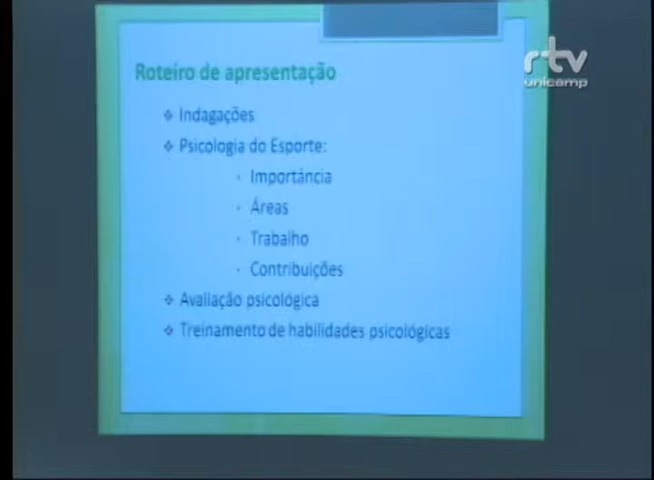 rtv
unicamp
Roteiro de apresentação
Indagações
Psicologia do Esporte:
Importância
Áreas
Trabalho
Contribuições
Avaliação psicológica
Treinamento de habilidades psicológicas